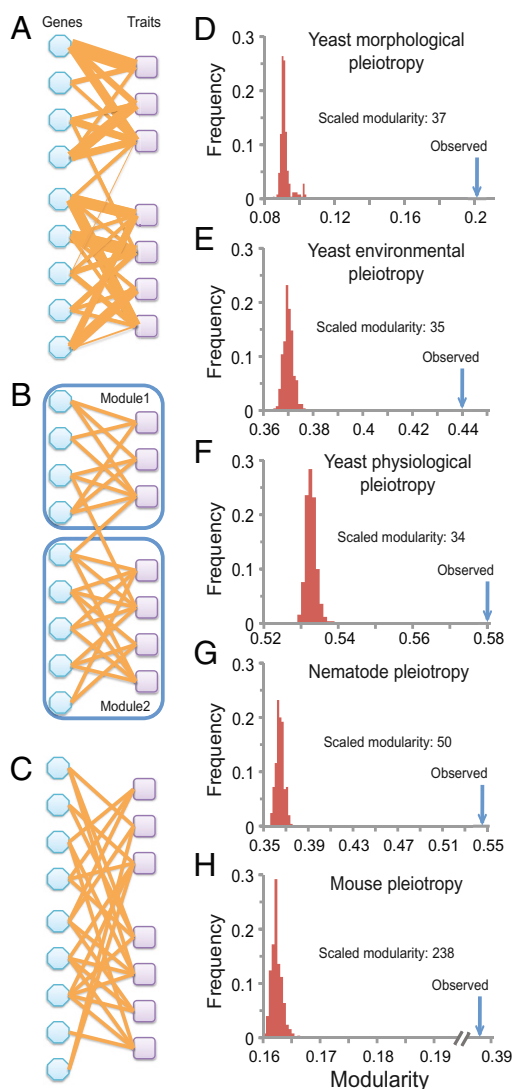 A
Genes
Traits
B
Module1
Module2
C
D
Yeast morphological
pleiotropy
Scaled modularity: 37
Observed
Frequency
0.3
0.2
0.1
0
0.08
0.12
0.16
0.2
E
Yeast environmental
pleiotropy
Scaled modularity: 35
Observed
Frequency
0.3
0.2
0.1
0
0.36
0.38
0.4
0.42
0.44
F
Yeast physiological
pleiotropy
Scaled modularity: 34
Observed
Frequency
0.3
0.2
0.1
0
0.52
0.54
0.56
0.58
G
Nematode pleiotropy
Scaled modularity: 50
Observed
Frequency
0.3
0.2
0.1
0
0.35
0.39
0.43
0.47
0.51
0.55
H
Mouse pleiotropy
Scaled modularity: 238
Observed
Frequency
0.3
0.2
0.1
0
0.16
0.17
0.18
0.19
0.39
Modularity